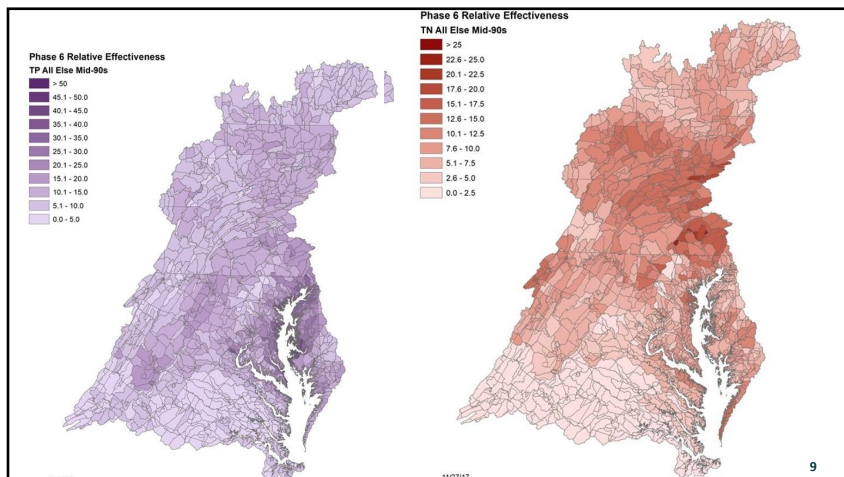 Phase 6 Relative Effectiveness
TP All Else Mid-90s
> 50
45.1 - 50.0
40.1 - 45.0
35.1 - 40.0
30.1 - 35.0
25.1 - 30.0
20.1 - 25.0
15.1 - 20.0
10.1 - 15.0
5.1 - 10.0
0.0 - 5.0
Phase 6 Relative Effectiveness
TN All Else Mid-90s
> 25
22.6 - 25.0
20.1 - 22.5
17.6 - 20.0
15.1 - 17.5
12.6 - 15.0
10.1 - 12.5
7.6 - 10.0
5.1 - 7.5
2.6 - 5.0
0.0 - 2.5
9